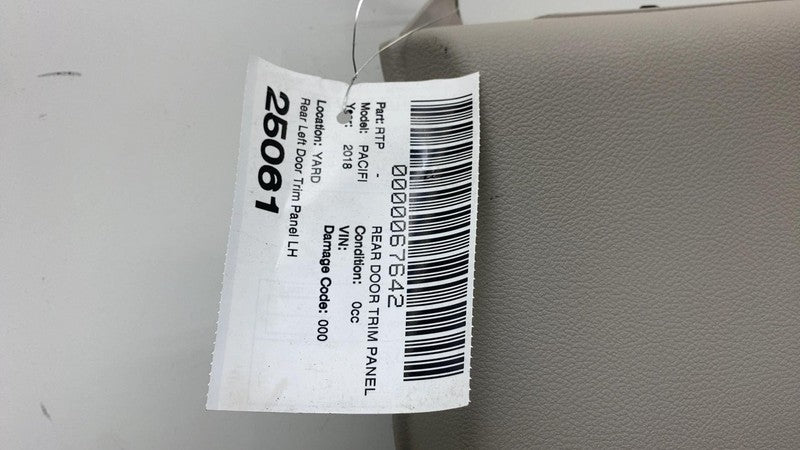 0000067642
Part: RTP - REAR DOOR TRIM PANEL
Model: PACIFI Condition: 0cc
Year: 2018 VIN:
Damage Code: 000
Location: YARD
Rear Left Door Trim Panel LH
25061